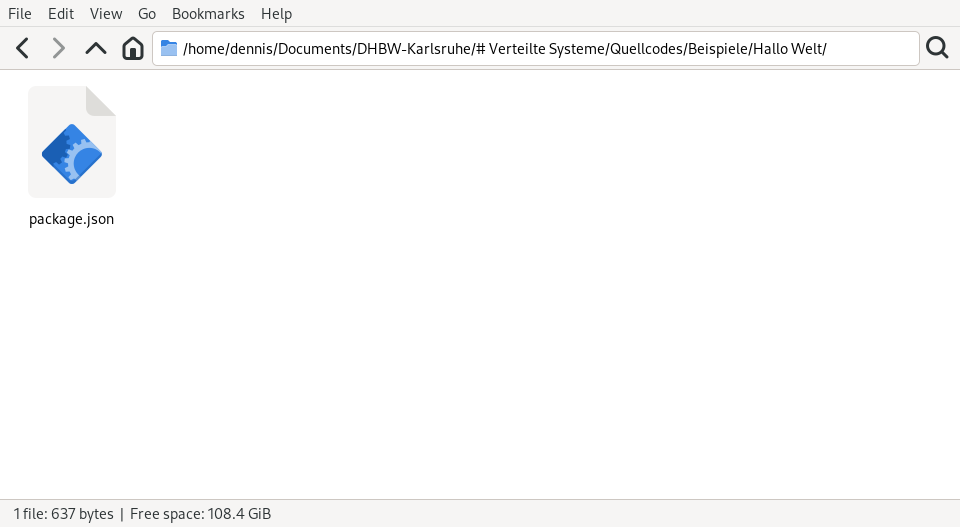 File Edit View Go Bookmarks Help
/home/dennis/Documents/DHBW-Karlsruhe/# Verteilte Systeme/Quellcodes/Beispiele/Hallo Welt/
package.json
1 file: 637 bytes | Free space: 108.4 GiB